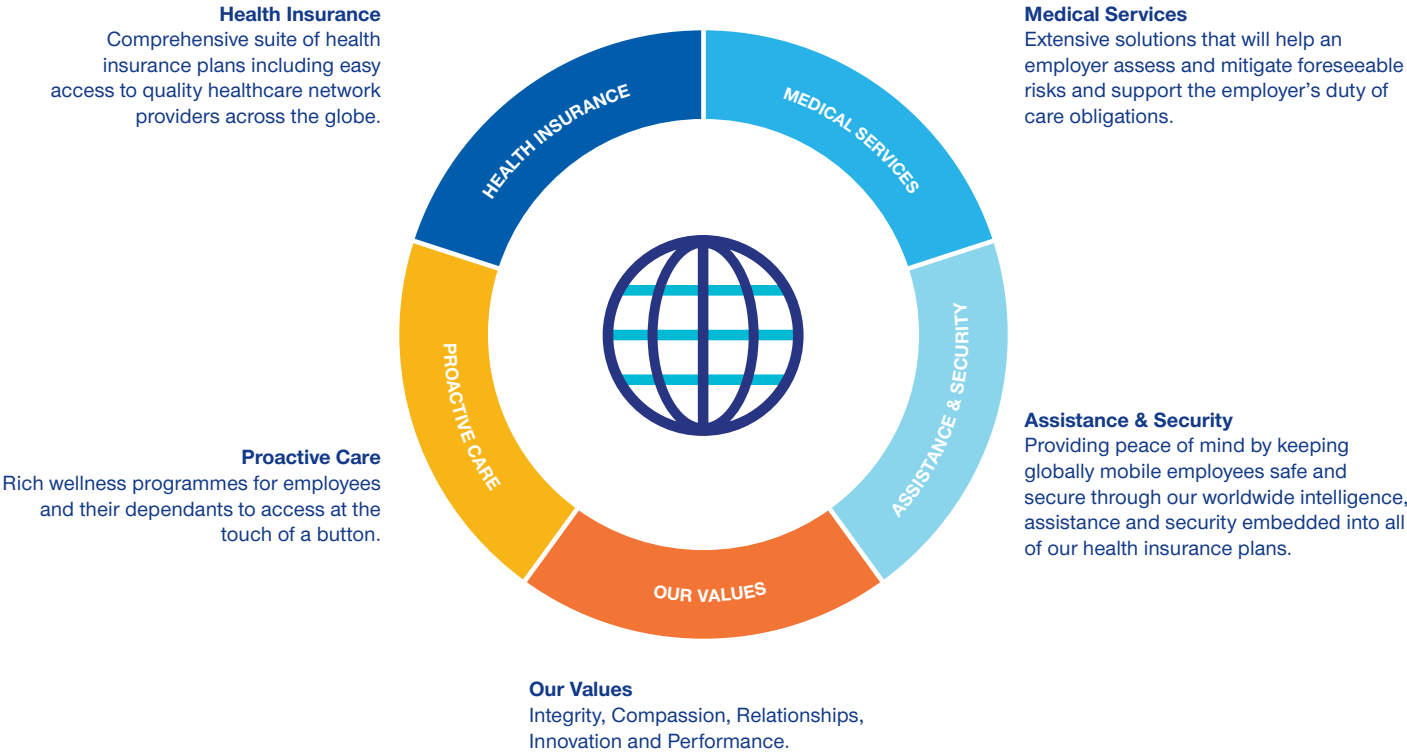 Health Insurance
Comprehensive suite of health
insurance plans including easy
access to quality healthcare network
providers across the globe.
Medical Services
Extensive solutions that will help an
employer assess and mitigate foreseeable
risks and support the employer’s duty of
care obligations.
HEALTH INSURANCE
MEDICAL SERVICES
PROACTIVE CARE
ASSISTANCE & SECURITY
OUR VALUES
Proactive Care
Rich wellness programmes for employees
and their dependants to access at the
touch of a button.
Assistance & Security
Providing peace of mind by keeping
globally mobile employees safe and
secure through our worldwide intelligence,
assistance and security embedded into all
of our health insurance plans.
Our Values
Integrity, Compassion, Relationships,
Innovation and Performance.